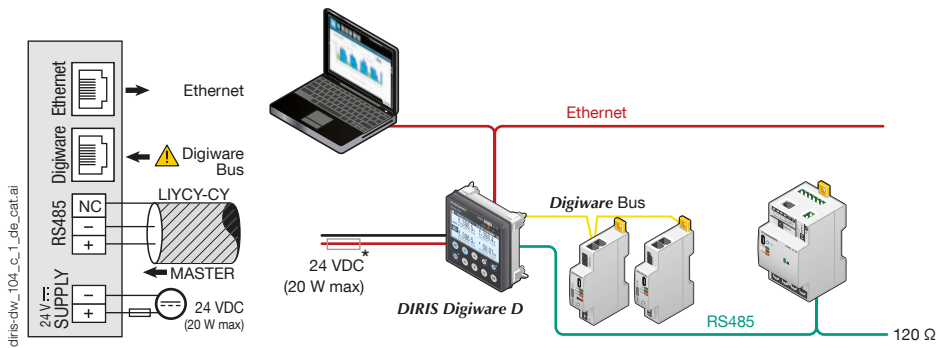 diris-dw_104_c_1_de_cat.ai
Ethernet
Ethernet
Digiware
Digiware
Bus
RS485
NC
–
+
LIYCY-CY
MASTER
24 V
SUPPLY
–
+
24 VDC
(20 W max)
Ethernet
Digiware Bus
*
24 VDC
(20 W max)
DIRIS Digiware D
RS485
120 Ω